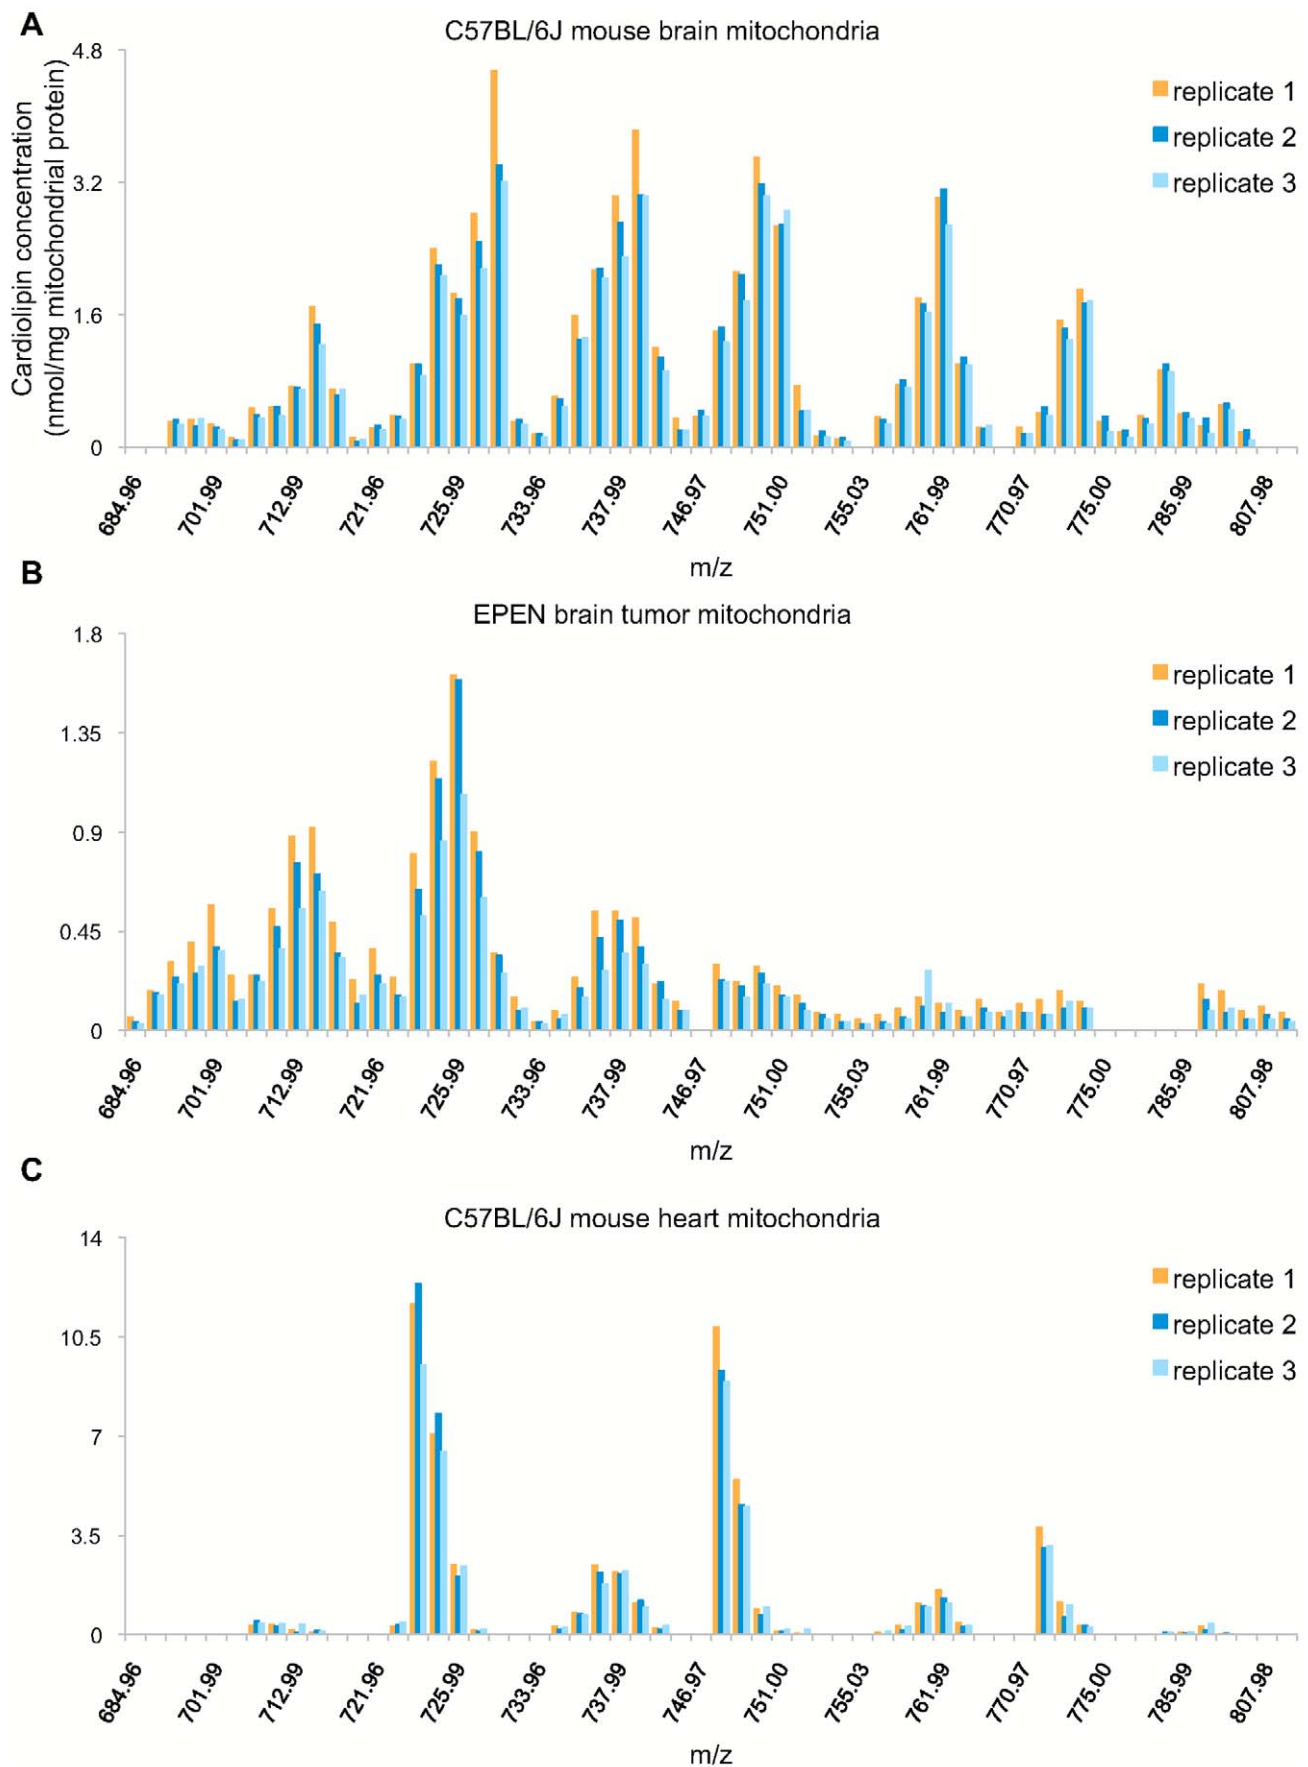 A
C57BL/6J mouse brain mitochondria
Cardiolipin concentration
(nmol/mg mitochondrial protein)
4.8
3.2
1.6
0
replicate 1
replicate 2
replicate 3
684.96 701.99 712.99 721.96 725.99 733.96 737.99 746.97 751.00 755.03 761.99 770.97 775.00 785.99 807.98
m/z
B
EPEN brain tumor mitochondria
1.8
1.35
0.9
0.45
0
replicate 1
replicate 2
replicate 3
684.96 701.99 712.99 721.96 725.99 733.96 737.99 746.97 751.00 755.03 761.99 770.97 775.00 785.99 807.98
m/z
C
C57BL/6J mouse heart mitochondria
14
10.5
7
3.5
0
replicate 1
replicate 2
replicate 3
684.96 701.99 712.99 721.96 725.99 733.96 737.99 746.97 751.00 755.03 761.99 770.97 775.00 785.99 807.98
m/z